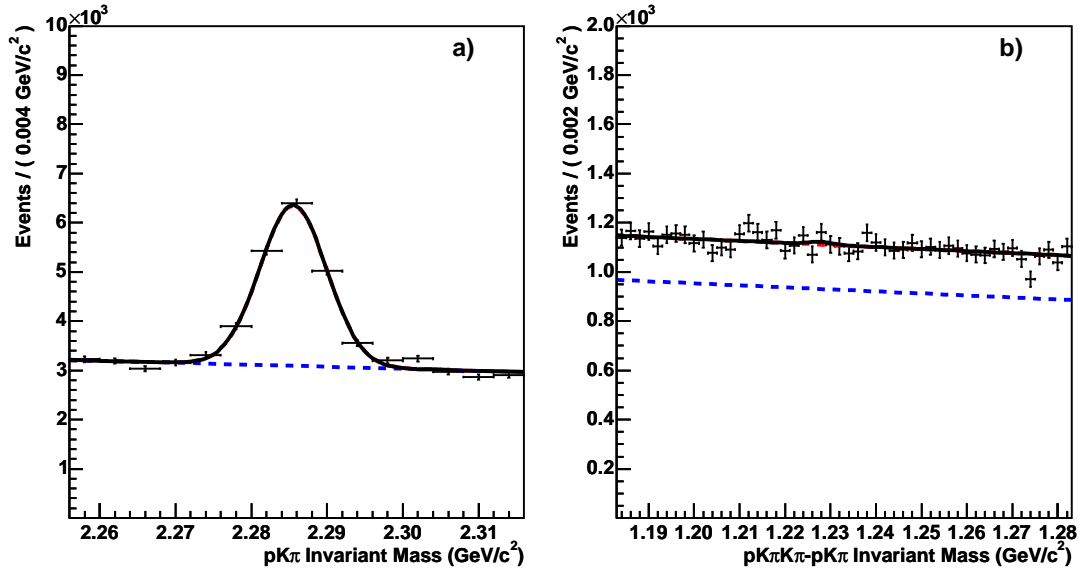 10×10³
a)
9
8
7
6
5
4
3
2
1
Events / ( 0.004 GeV/c²)
2.26 2.27 2.28 2.29 2.30 2.31
pKπ Invariant Mass (GeV/c²)
2.0×10³
b)
1.8
1.6
1.4
1.2
1.0
0.8
0.6
0.4
0.2
Events / ( 0.002 GeV/c²)
1.19 1.20 1.21 1.22 1.23 1.24 1.25 1.26 1.27 1.28
pKπKπ-pKπ Invariant Mass (GeV/c²)